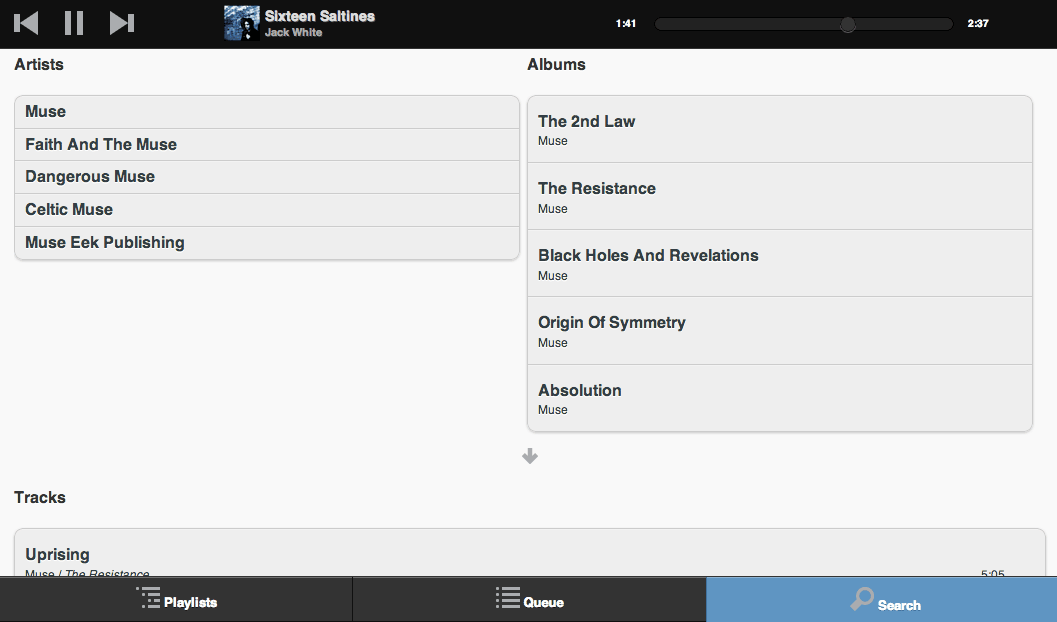 Sixteen Saltines
Jack White
1:41
2:37
Artists
Muse
Faith And The Muse
Dangerous Muse
Celtic Muse
Muse Eek Publishing
Albums
The 2nd Law
Muse
The Resistance
Muse
Black Holes And Revelations
Muse
Origin Of Symmetry
Muse
Absolution
Muse
Tracks
Uprising
Muse / The Resistance 5:05
Playlists
Queue
Search